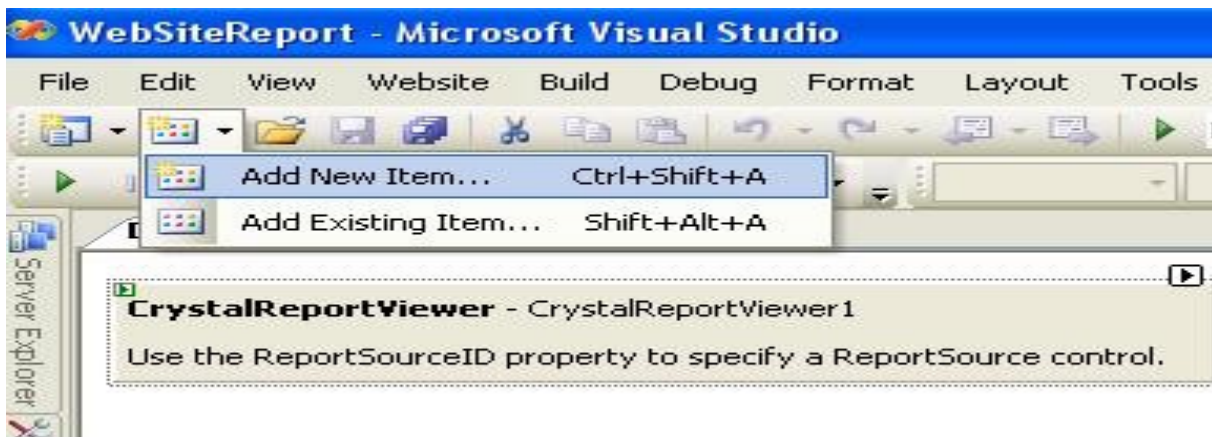 WebSiteReport - Microsoft Visual Studio
File Edit View Website Build Debug Format Layout Tools
Add New Item... Ctrl+Shift+A
Add Existing Item... Shift+Alt+A
Server Explorer
CrystalReportViewer - CrystalReportViewer1
Use the ReportSourceID property to specify a ReportSource control.